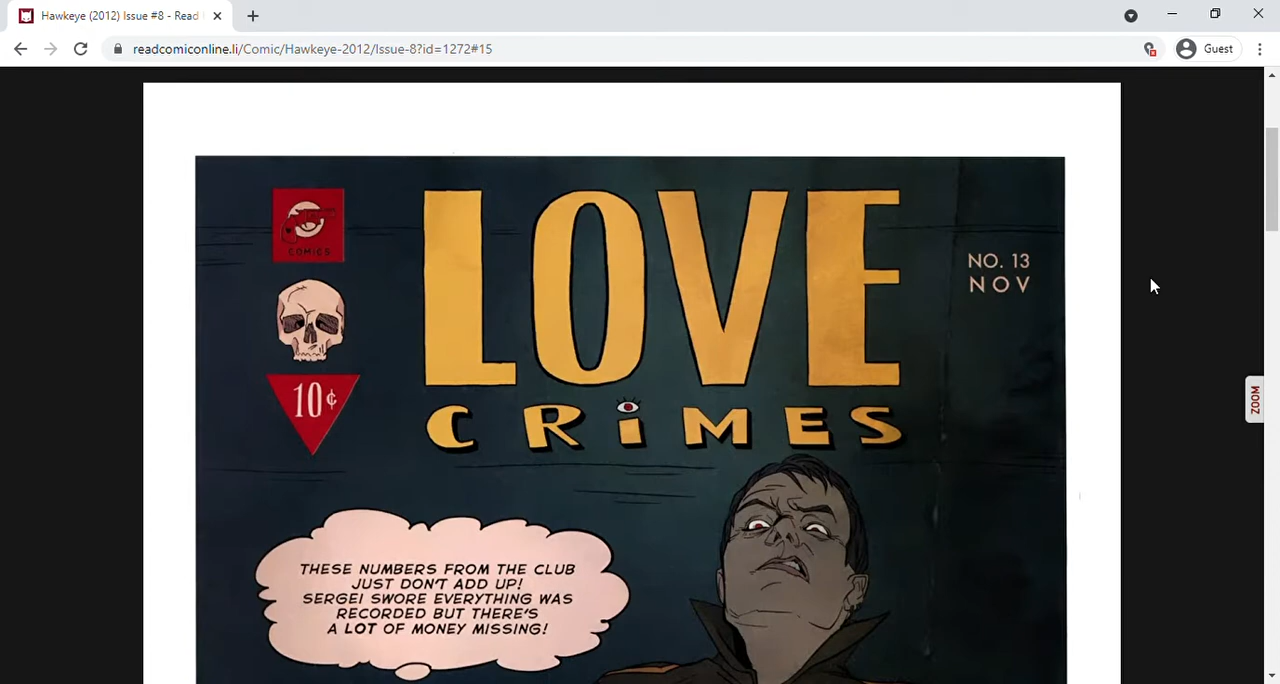 Hawkeye (2012) Issue #8 - Read
readcomiconline.li/Comic/Hawkeye-2012/Issue-8?id=1272#15
Guest
COMICS
LOVE
CRiMES
NO. 13
NOV
10¢
ZOOM
THESE NUMBERS FROM THE CLUB
JUST DON'T ADD UP!
SERGEI SWORE EVERYTHING WAS
RECORDED BUT THERE'S
A LOT OF MONEY MISSING!